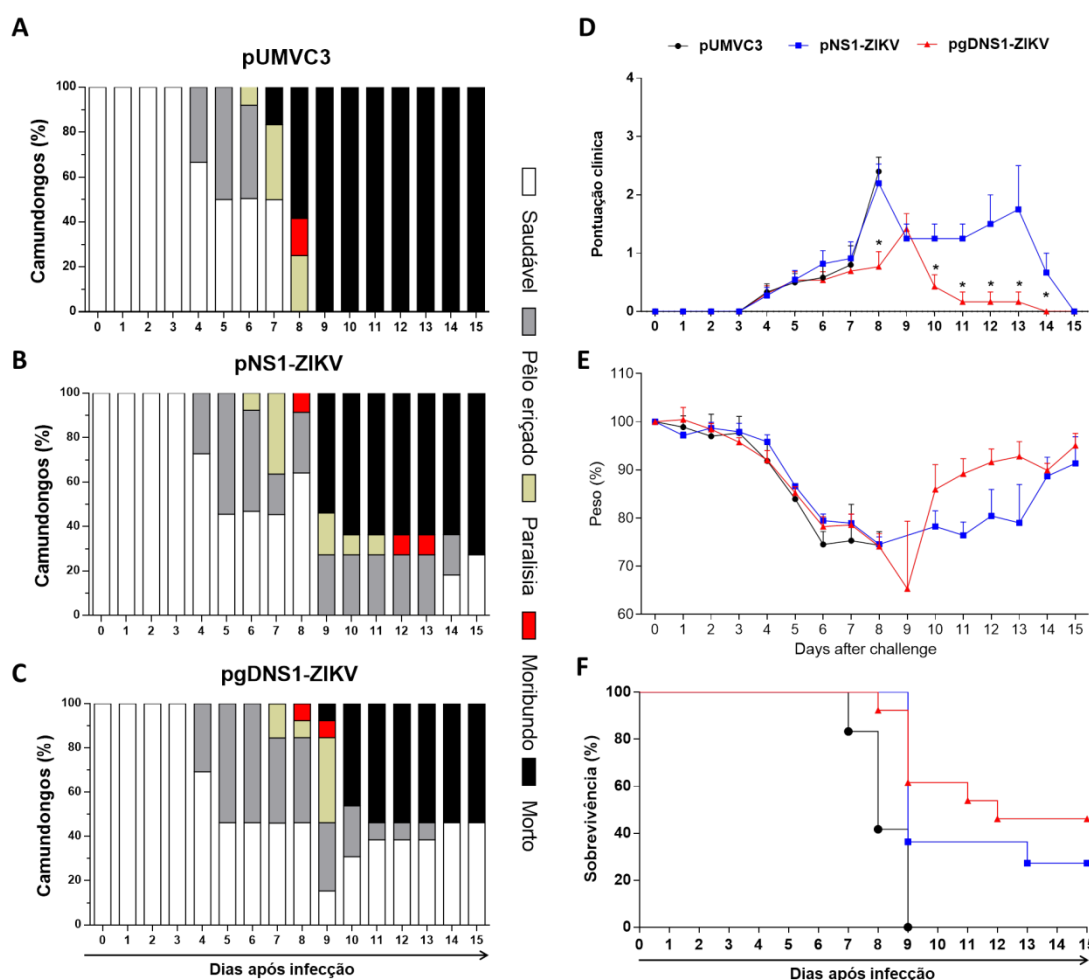 A
pUMVC3
Camundongos (%)
100
80
60
40
20
0
0 1 2 3 4 5 6 7 8 9 10 11 12 13 14 15
B
pNS1-ZIKV
Camundongos (%)
100
80
60
40
20
0
0 1 2 3 4 5 6 7 8 9 10 11 12 13 14 15
C
pgDNS1-ZIKV
Camundongos (%)
100
80
60
40
20
0
0 1 2 3 4 5 6 7 8 9 10 11 12 13 14 15
Dias após infecção
Saudável
Pêlo eriçado
Paralisia
Moribundo
Morto
D
pUMVC3 pNS1-ZIKV pgDNS1-ZIKV
Pontuação clínica
4
3
2
1
0
* * * * * *
0 1 2 3 4 5 6 7 8 9 10 11 12 13 14 15
E
Peso (%)
100
90
80
70
60
0 1 2 3 4 5 6 7 8 9 10 11 12 13 14 15
Days after challenge
F
Sobrevivência (%)
100
80
60
40
20
0
0 1 2 3 4 5 6 7 8 9 10 11 12 13 14 15
Dias após infecção